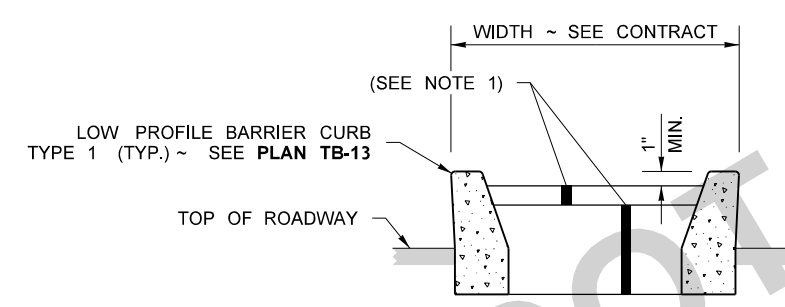 WIDTH ~ SEE CONTRACT
(SEE NOTE 1)
LOW PROFILE BARRIER CURB
TYPE 1 (TYP.) ~ SEE PLAN TB-13
1"
MIN.
TOP OF ROADWAY